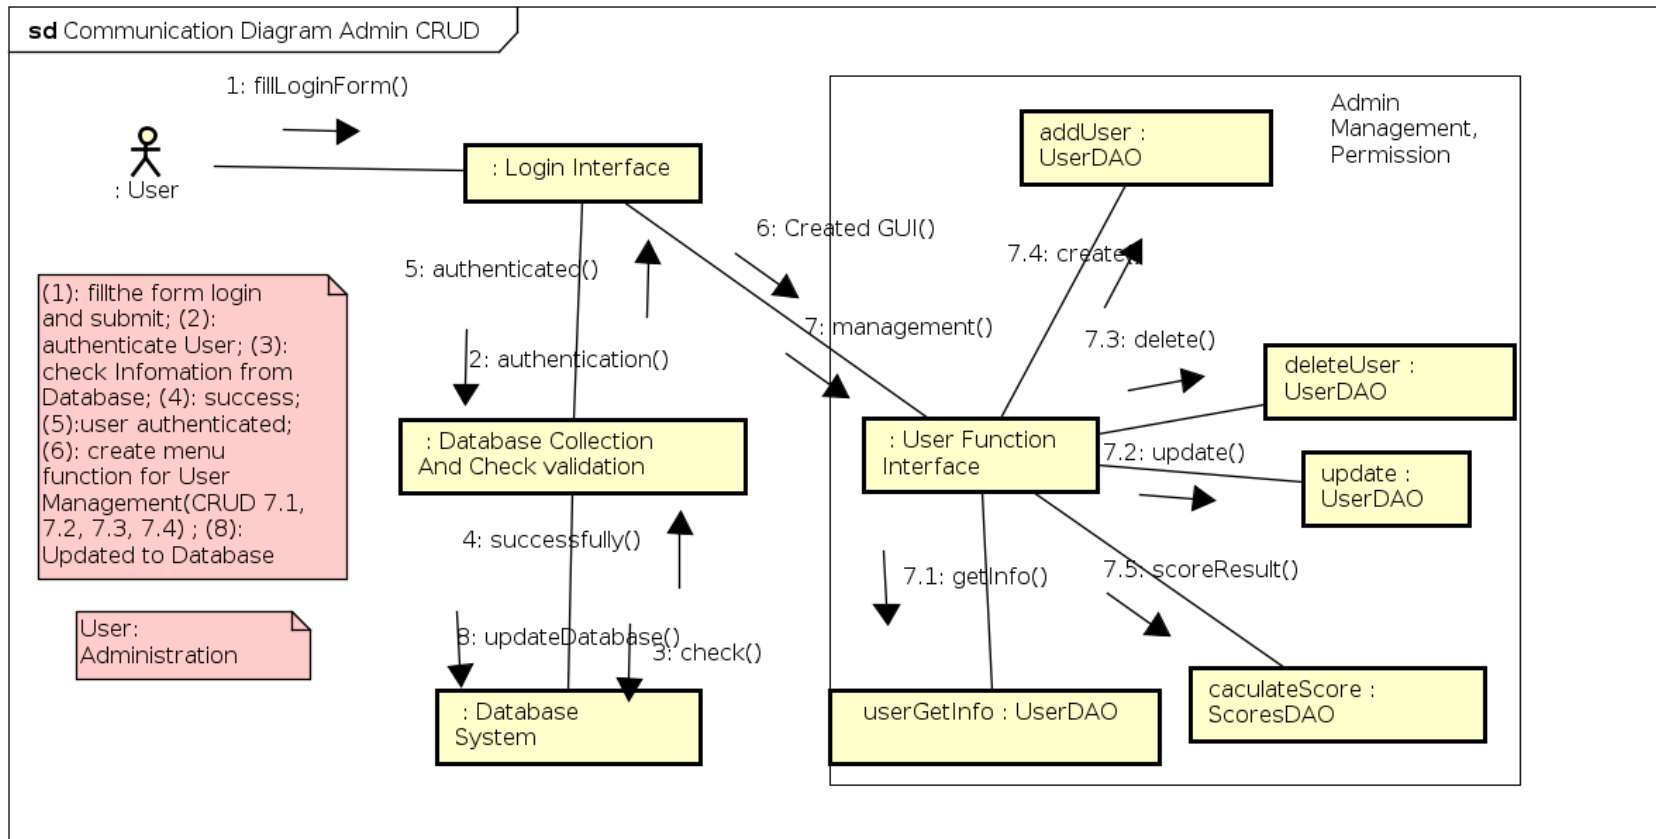 sd Communication Diagram Admin CRUD
1: fillLoginForm()
: User
: Login Interface
Admin
Management,
Permission
addUser :
UserDAO
6: Created GUI()
7.4: create()
5: authenticated()
7: management()
2: authentication()
7.3: delete()
deleteUser :
UserDAO
(1): fillthe form login
and submit; (2):
authenticate User; (3):
check Infomation from
Database; (4): success;
(5):user authenticated;
(6): create menu
function for User
Management(CRUD 7.1,
7.2, 7.3, 7.4) ; (8):
Updated to Database
: Database Collection
And Check validation
: User Function
Interface
7.2: update()
update :
UserDAO
4: successfully()
7.1: getInfo()
7.5: scoreResult()
User:
Administration
8: updateDatabase()
3: check()
: Database
System
userGetInfo : UserDAO
caculateScore :
ScoresDAO